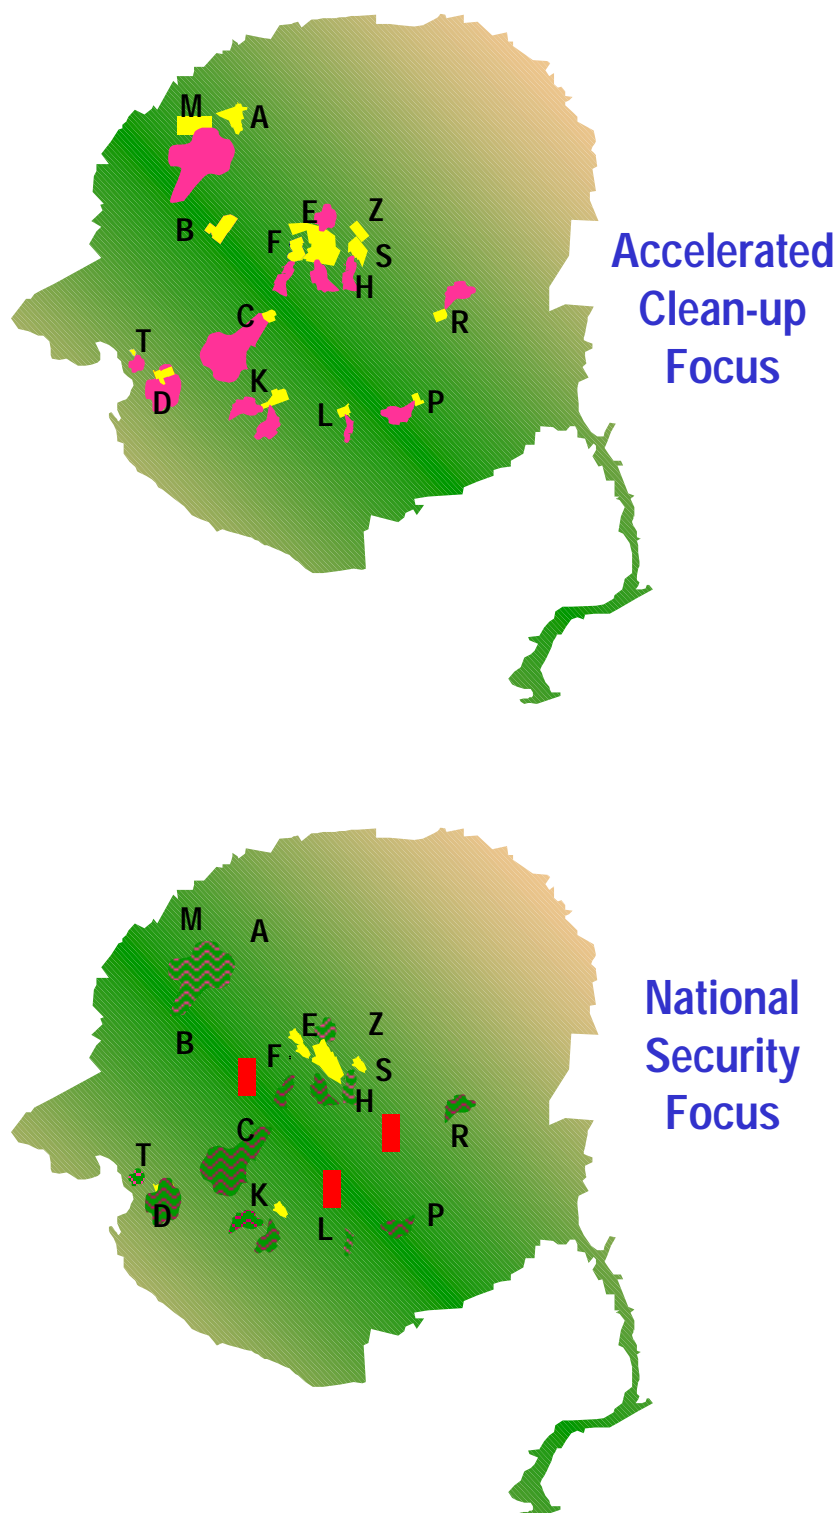 M
A
B
E
Z
F
S
H
C
R
T
K
D
L
P
Accelerated
Clean-up
Focus
M
A
B
E
Z
F
S
H
C
R
T
K
D
L
P
National
Security
Focus